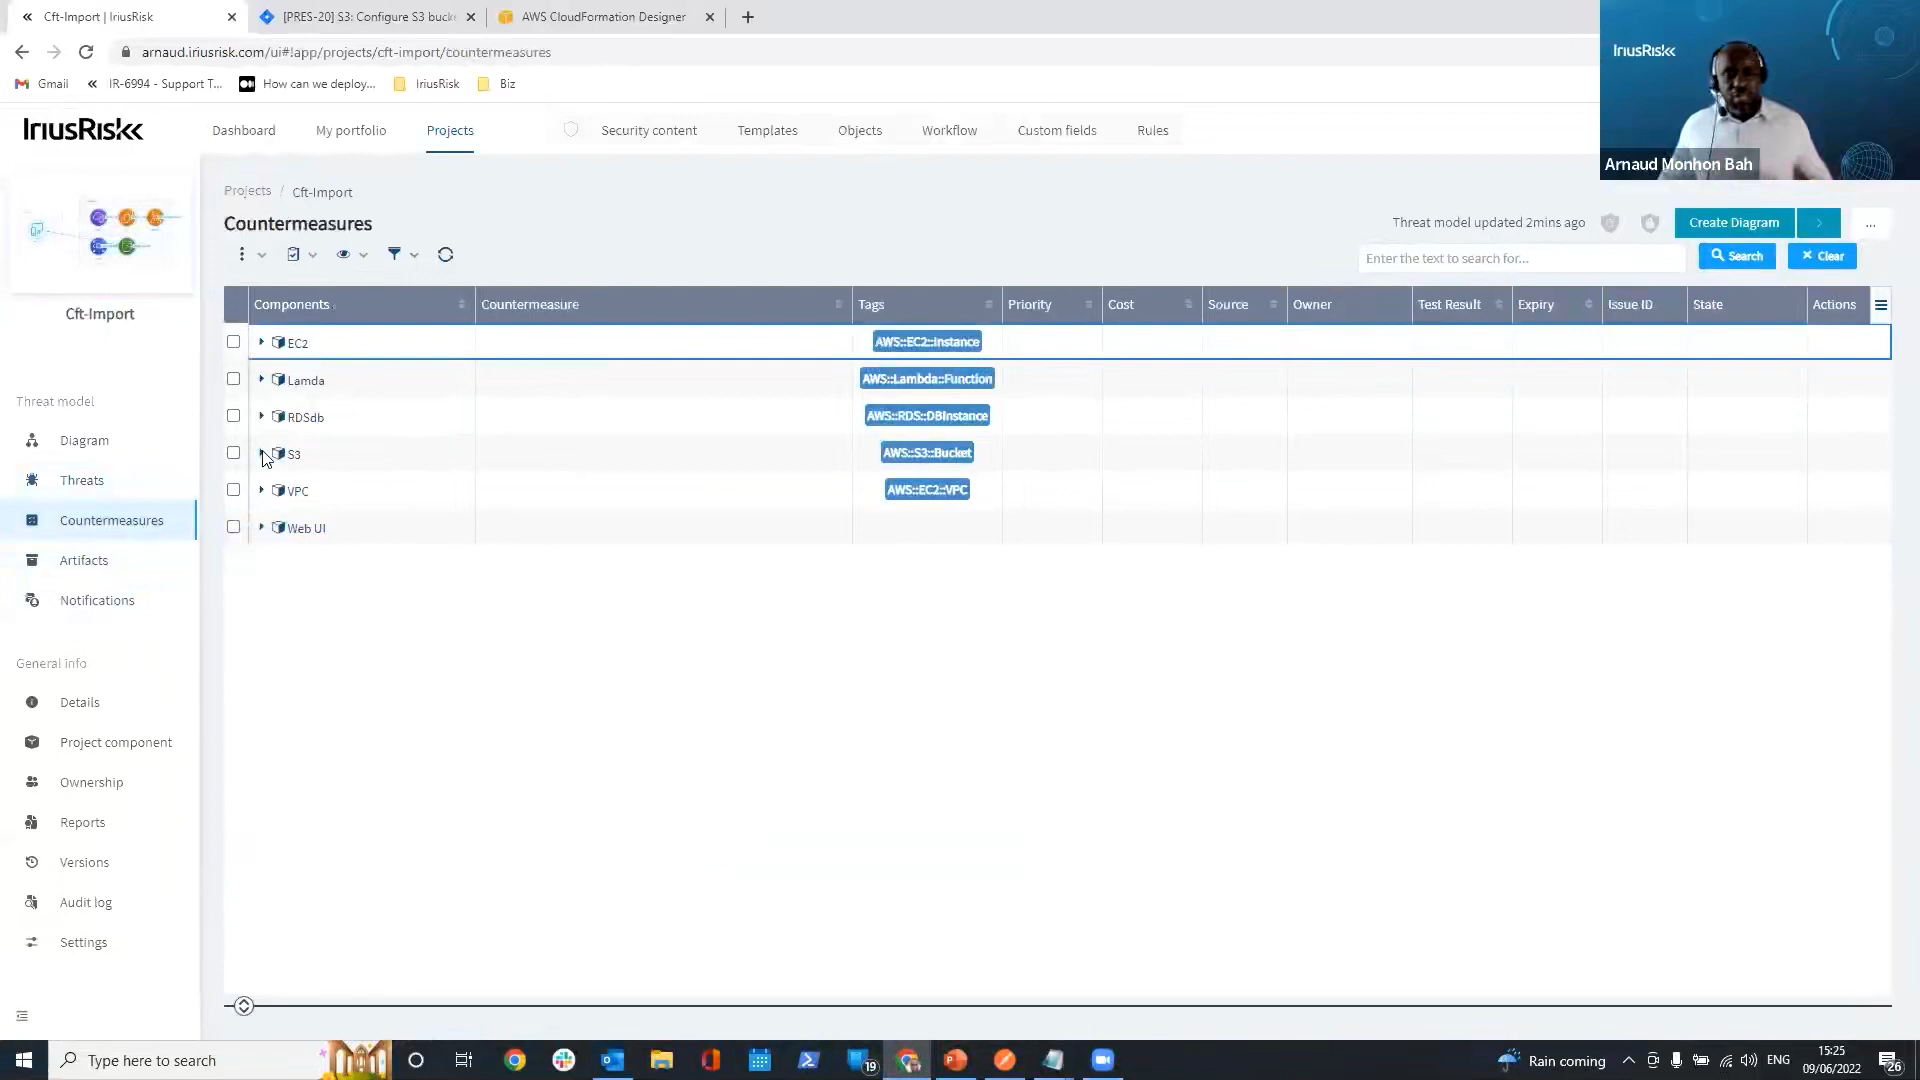 Cft-Import | IriusRisk
[PRES-20] S3: Configure S3 bucke
AWS CloudFormation Designer
arnaud.iriusrisk.com/ui#!app/projects/cft-import/countermeasures
Gmail
IR-6994 - Support T...
How can we deploy...
IriusRisk
Biz
IriusRisk
Dashboard
My portfolio
Projects
Security content
Templates
Objects
Workflow
Custom fields
Rules
IriusRisk
Arnaud Monhon Bah
Projects / Cft-Import
Countermeasures
Threat model updated 2mins ago
Create Diagram
...
Enter the text to search for...
Search
Clear
Components
Countermeasure
Tags
Priority
Cost
Source
Owner
Test Result
Expiry
Issue ID
State
Actions
EC2
AWS::EC2::Instance
Lamda
AWS::Lambda::Function
RDSdb
AWS::RDS::DBInstance
S3
AWS::S3::Bucket
VPC
AWS::EC2::VPC
Web UI
Cft-Import
Threat model
Diagram
Threats
Countermeasures
Artifacts
Notifications
General info
Details
Project component
Ownership
Reports
Versions
Audit log
Settings
Type here to search
19
Rain coming
ENG
15:25
09/06/2022
26